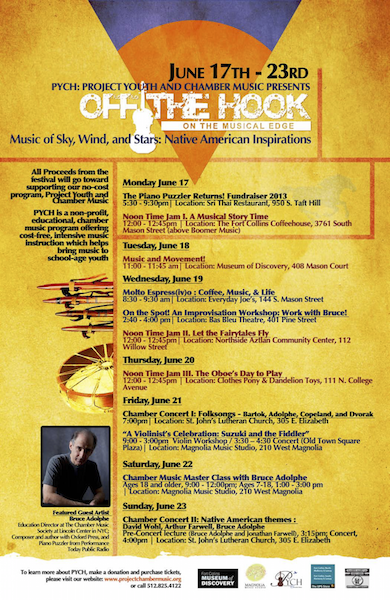 JUNE 17TH - 23RD
PYCH: PROJECT YOUTH AND CHAMBER MUSIC PRESENTS
OFF THE HOOK
ON THE MUSICAL EDGE
Music of Sky, Wind, and Stars: Native American Inspirations
All Proceeds from the
festival will go toward
supporting our no-cost
program, Project Youth and
Chamber Music
PYCH is a non-profit,
educational, chamber
music program offering
cost-free, intensive music
instruction which helps
bring music to
school-age youth
Monday June 17
The Piano Puzzler Returns! Fundraiser 2013
5:30 - 9:30pm| Location: Sri Thai Restaurant, 950 S. Taft Hill
Noon Time Jam I. A Musical Story Time
12:00 - 12:45pm| Location: The Fort Collins Coffeehouse, 3761 South
Mason Street (above Boomer Music)
Tuesday, June 18
Music and Movement!
11:00 - 11:45 am| Location: Museum of Discovery, 408 Mason Court
Wednesday, June 19
Molto Espress(iv)o : Coffee, Music, & Life
8:30 - 9:30 am| Location: Everyday Joe's, 144 S. Mason Street
On the Spot! An Improvisation Workshop: Work with Bruce!
2:40 - 4:00 pm| Location: Bas Bleu Theatre, 401 Pine Street
Noon Time Jam II. Let the Fairytales Fly
12:00 - 12:45pm| Location: Northside Aztlan Community Center, 112
Willow Street
Thursday, June 20
Noon Time Jam III. The Oboe's Day to Play
12:00 - 12:45pm| Location: Clothes Pony & Dandelion Toys, 111 N. College
Avenue
Friday, June 21
Chamber Concert I: Folksongs - Bartok, Adolphe, Copeland, and Dvorak
7:00pm| Location: St. John's Lutheran Church, 305 E. Elizabeth
"A Violinist's Celebration: Suzuki and the Fiddler"
9:00 - 3:00pm Violin Workshop / 3:30 - 4:30 Concert (Old Town Square
Plaza) | Location: Magnolia Music Studio, 210 West Magnolia
Saturday, June 22
Chamber Music Master Class with Bruce Adolphe
Ages 18 and older, 9:00 - 12:00pm; Ages 7-18, 1:00 - 3:00 pm
| Location: Magnolia Music Studio, 210 West Magnolia
Sunday, June 23
Chamber Concert II: Native American themes :
David Wohl, Arthur Farwell, Bruce Adolphe
Pre-Concert lecture (Bruce Adolphe and Jonathan Farwell), 3:15pm; Concert,
4:00pm | Location: St. John's Lutheran Church, 305 E. Elizabeth
Featured Guest Artist
Bruce Adolphe
Education Director at The Chamber Music
Society at Lincoln Center in NYC;
Composer and author with Oxford Press, and
Piano Puzzler from Performance
Today Public Radio
To learn more about PYCH, make a donation and purchase tickets,
please visit our website: www.projectchambermusic.org
or call 512.825.4122
MUSEUM OF
DISCOVERY
MAGNOLIA
PYCH